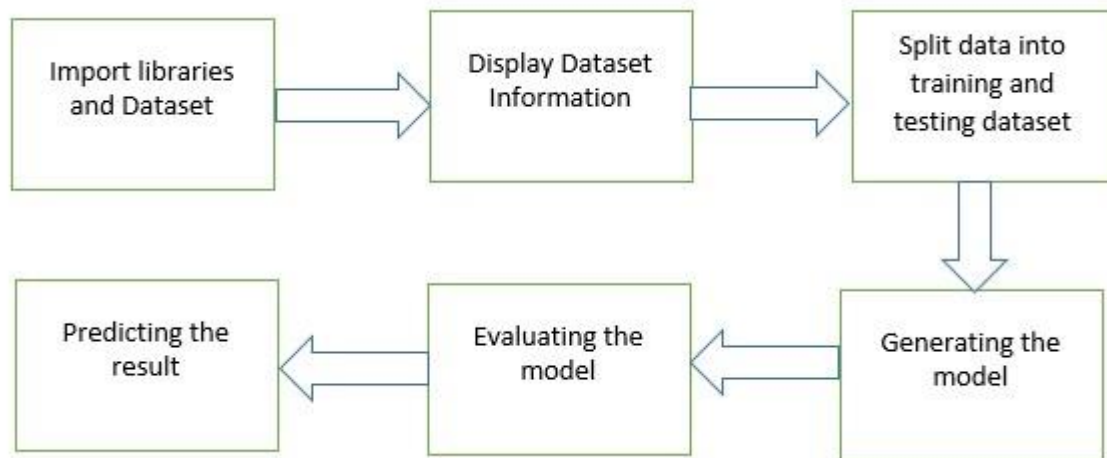 Import libraries
and Dataset
Display Dataset
Information
Split data into
training and
testing dataset
Generating the
model
Evaluating the
model
Predicting the
result